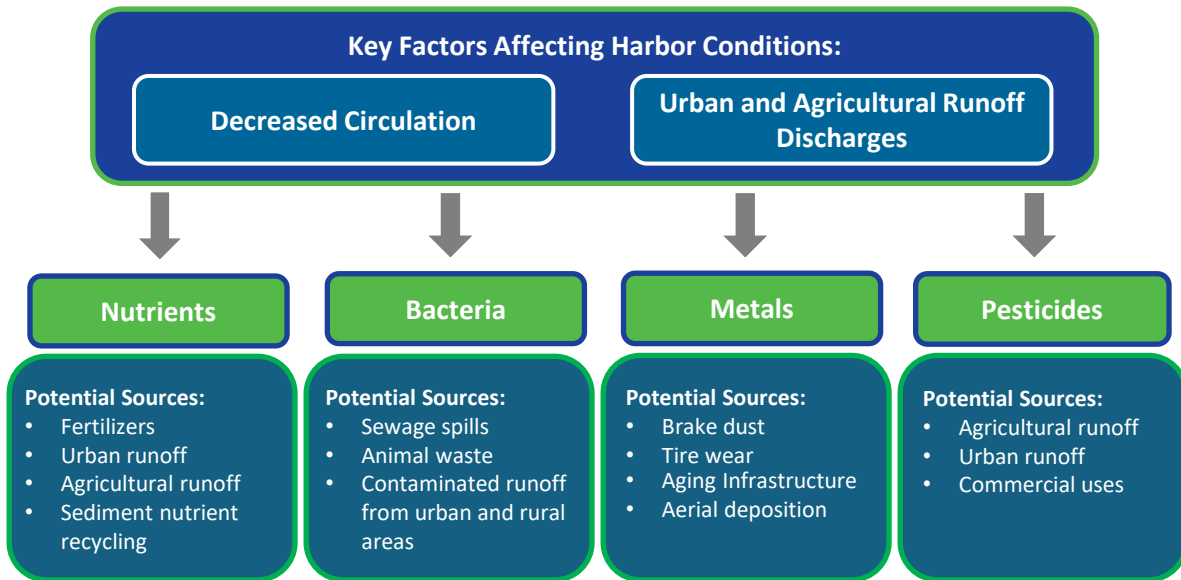 Key Factors Affecting Harbor Conditions:
Decreased Circulation
Urban and Agricultural Runoff
Discharges
Nutrients
Potential Sources:
• Fertilizers
• Urban runoff
• Agricultural runoff
• Sediment nutrient
recycling
Bacteria
Potential Sources:
• Sewage spills
• Animal waste
• Contaminated runoff
from urban and rural
areas
Metals
Potential Sources:
• Brake dust
• Tire wear
• Aging Infrastructure
• Aerial deposition
Pesticides
Potential Sources:
• Agricultural runoff
• Urban runoff
• Commercial uses